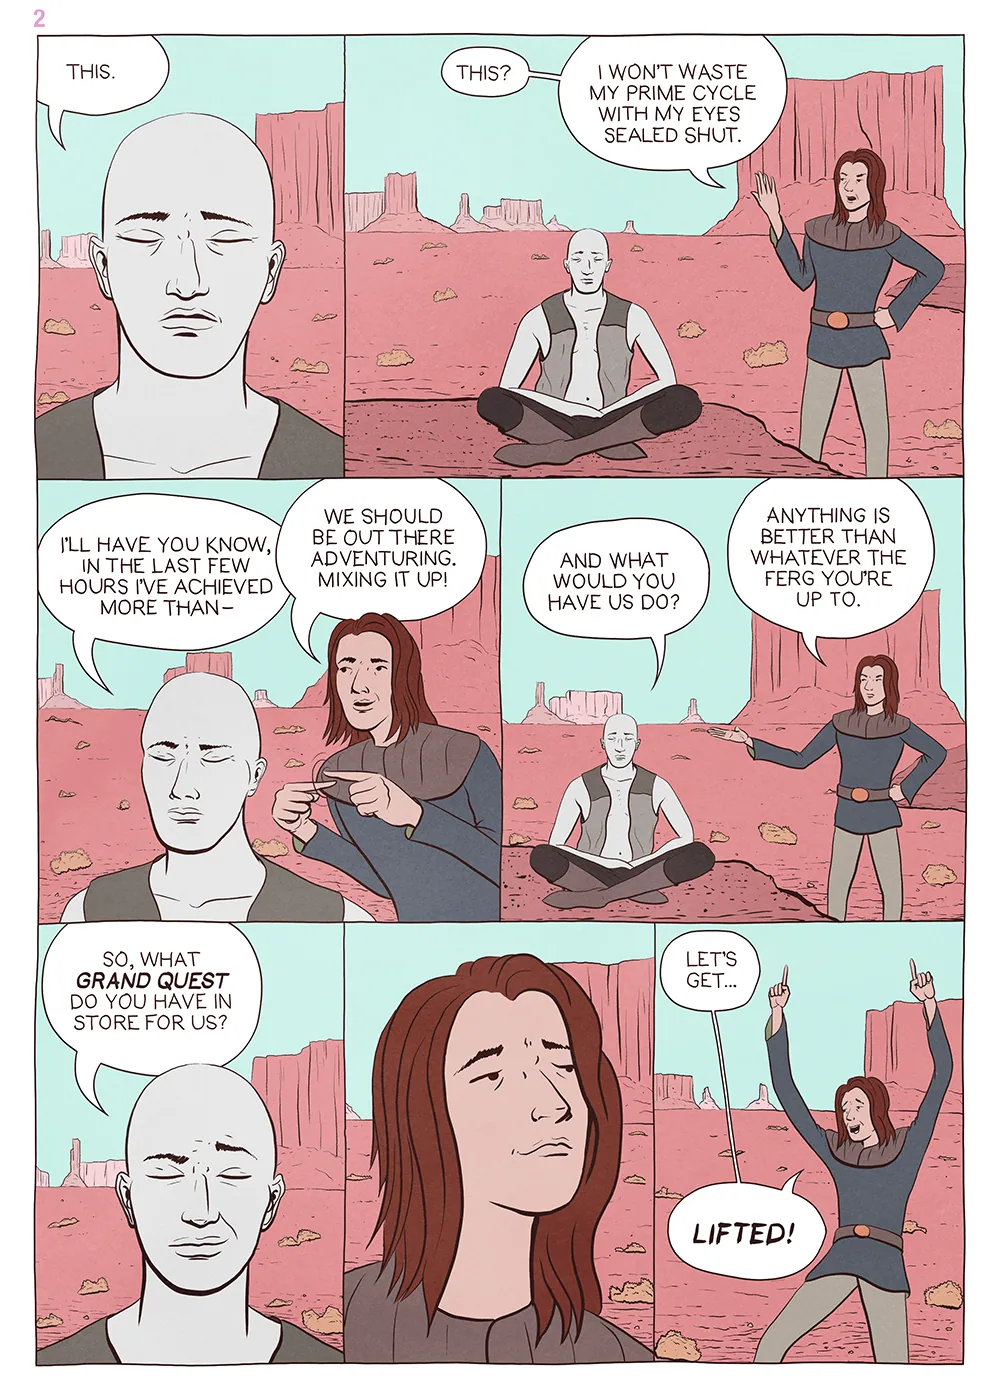 2
THIS.
THIS?
I WON'T WASTE
MY PRIME CYCLE
WITH MY EYES
SEALED SHUT.
I'LL HAVE YOU KNOW,
IN THE LAST FEW
HOURS I'VE ACHIEVED
MORE THAN—
WE SHOULD
BE OUT THERE
ADVENTURING.
MIXING IT UP!
AND WHAT
WOULD YOU
HAVE US DO?
ANYTHING IS
BETTER THAN
WHATEVER THE
FERG YOU'RE
UP TO.
SO, WHAT
GRAND QUEST
DO YOU HAVE IN
STORE FOR US?
LET'S
GET...
LIFTED!